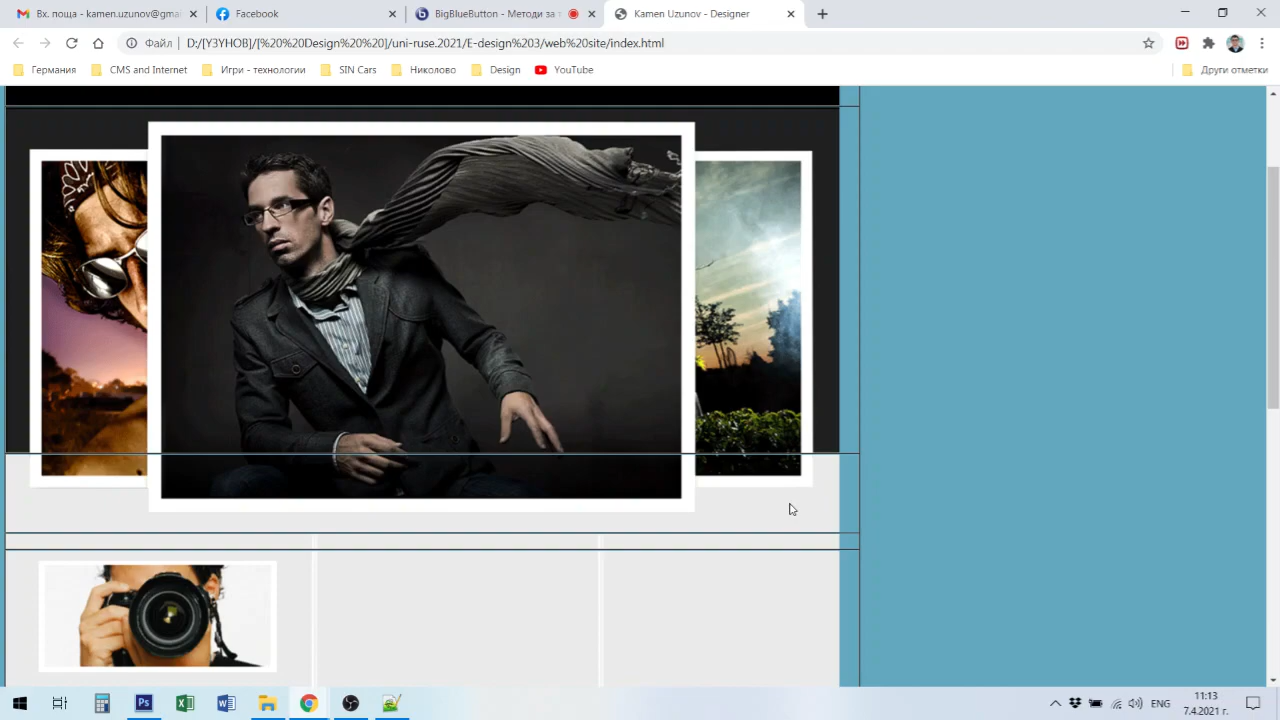 Вх. поща - kamen.uzunov@gmai
Facebook
BigBlueButton - Методи за т
Kamen Uzunov - Designer
Файл
D:/[УЗУНОВ]/[%20%20Design%20%20]/uni-ruse.2021/E-design%203/web%20site/index.html
Германия
CMS and Internet
Игри - технологии
SIN Cars
Николово
Design
YouTube
Други отметки
11:13
ENG
7.4.2021 г.